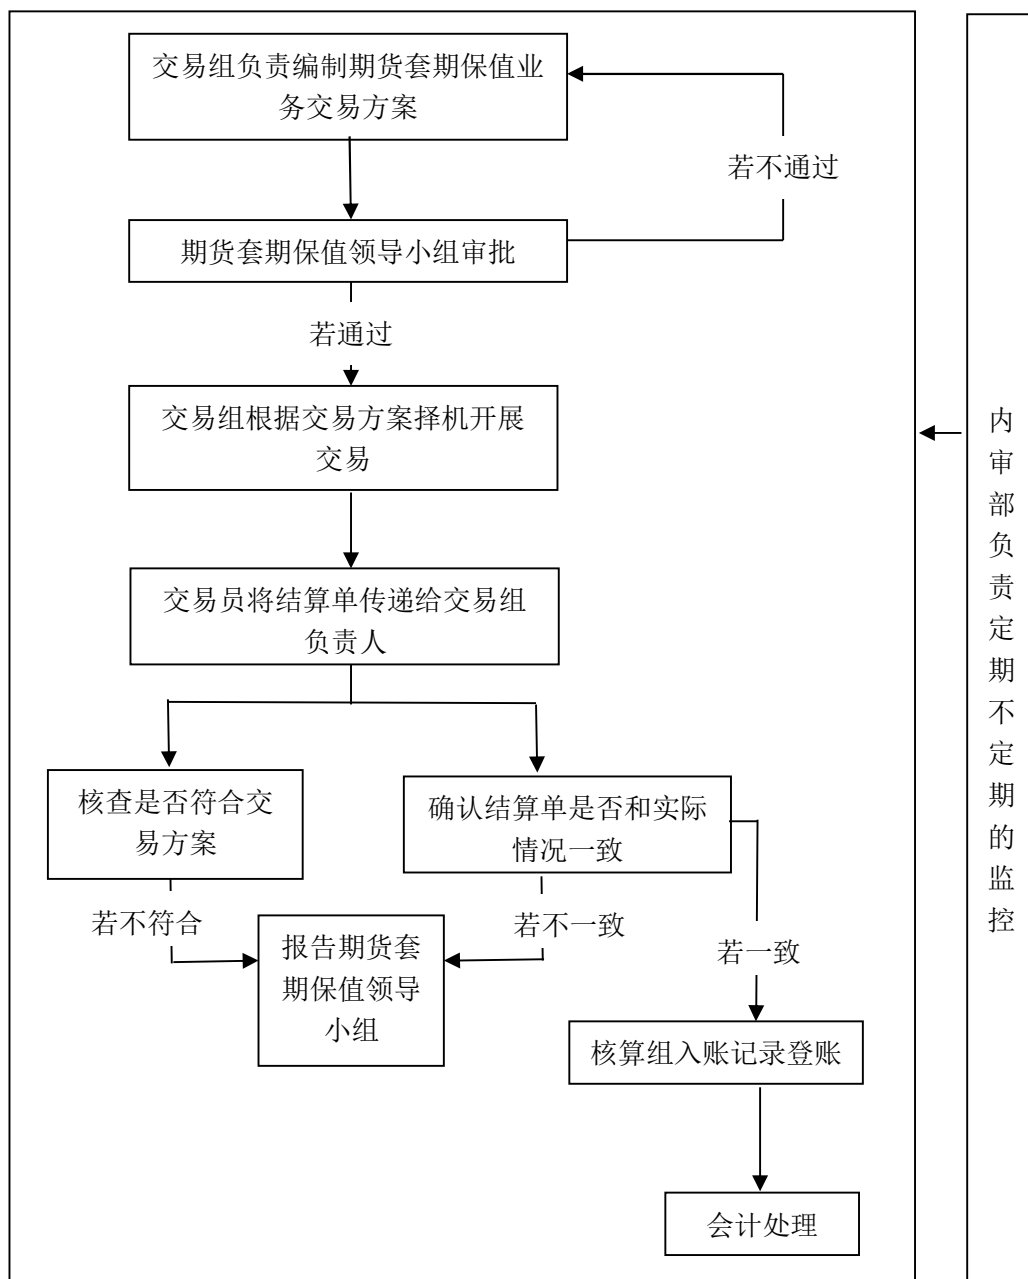 交易组负责编制期货套期保值业
务交易方案
若不通过
期货套期保值领导小组审批
若通过
交易组根据交易方案择机开展
交易
交易员将结算单传递给交易组
负责人
核查是否符合交
易方案
确认结算单是否和实际
情况一致
若不符合
若不一致
若一致
报告期货套
期保值领导
小组
核算组入账记录登账
会计处理
内审部负责定期不定期的监控